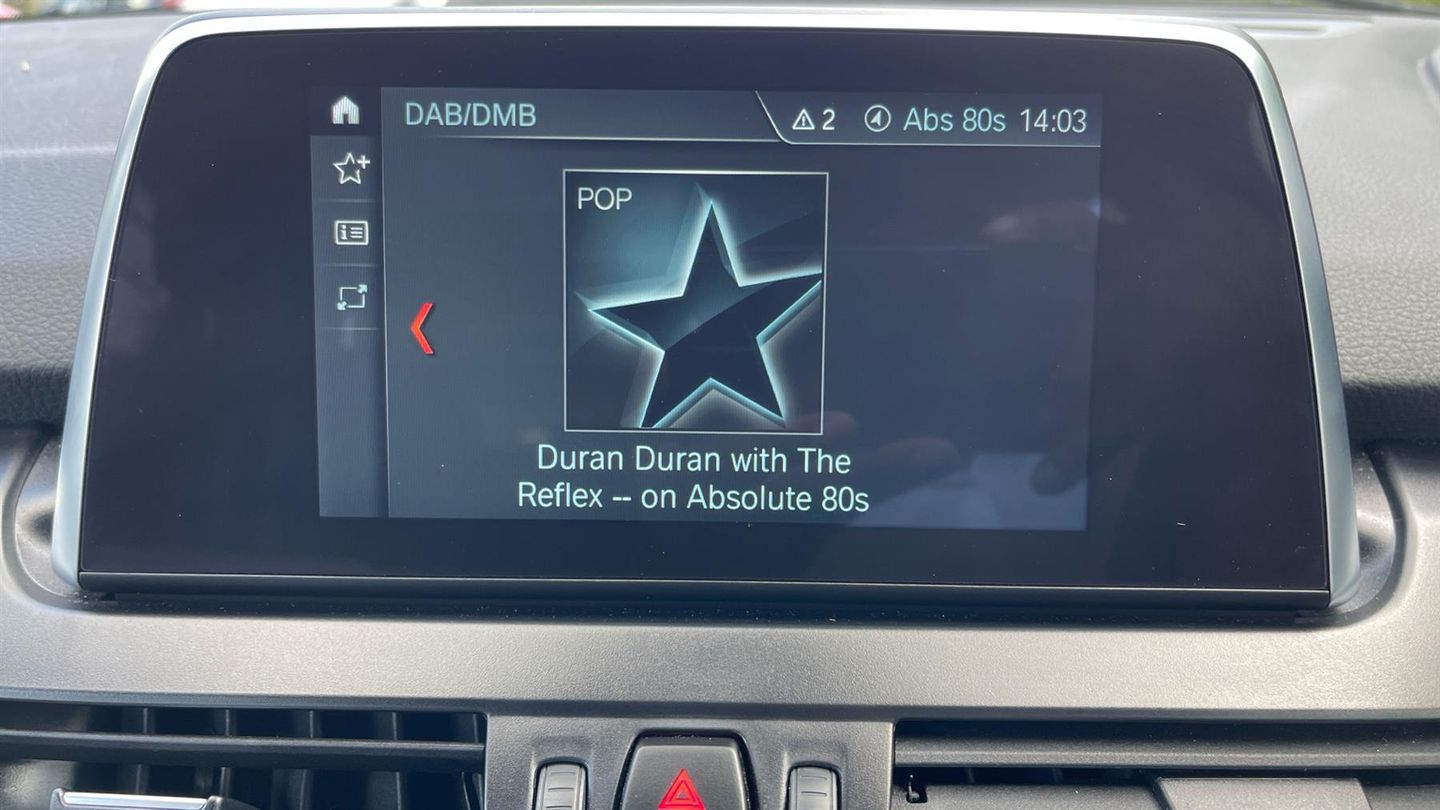 DAB/DMB
2 Abs 80s 14:03
POP
Duran Duran with The
Reflex -- on Absolute 80s